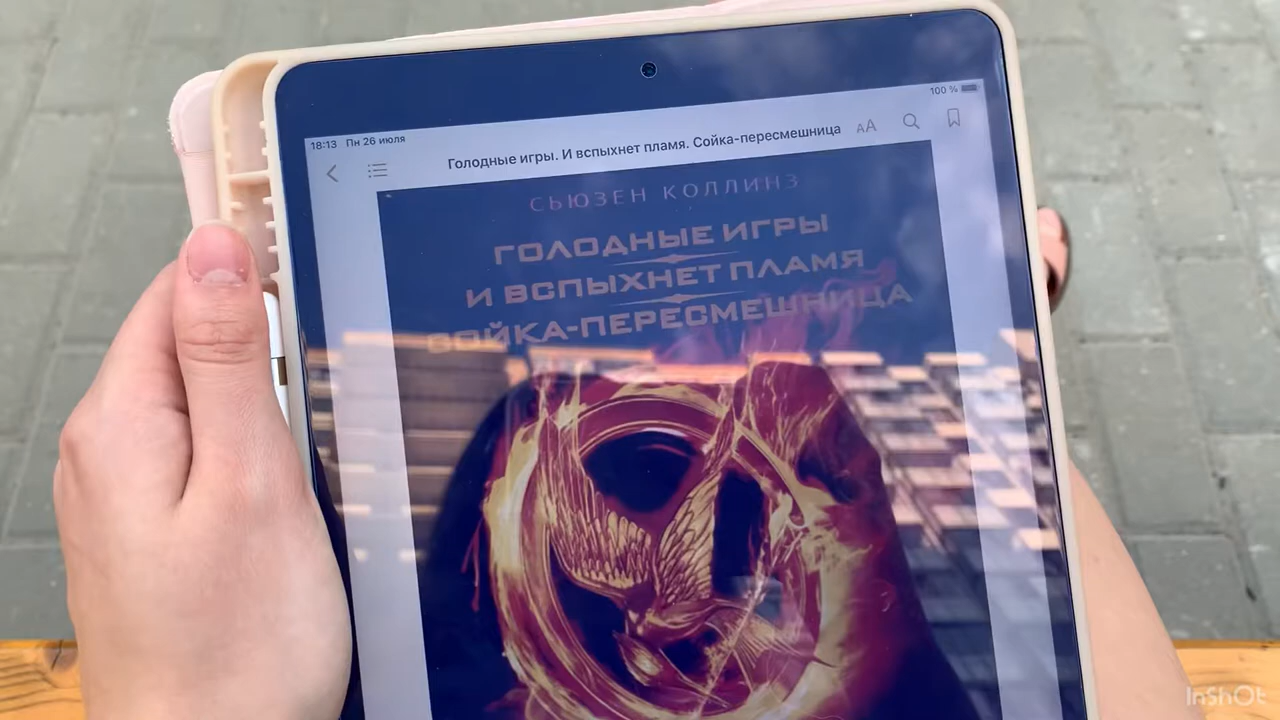 18:13 Пн 26 июля
100 %
Голодные игры. И вспыхнет пламя. Сойка-пересмешница
AA
СЬЮЗЕН КОЛЛИНЗ
ГОЛОДНЫЕ ИГРЫ
И ВСПЫХНЕТ ПЛАМЯ
СОЙКА-ПЕРЕСМЕШНИЦА
InShOt